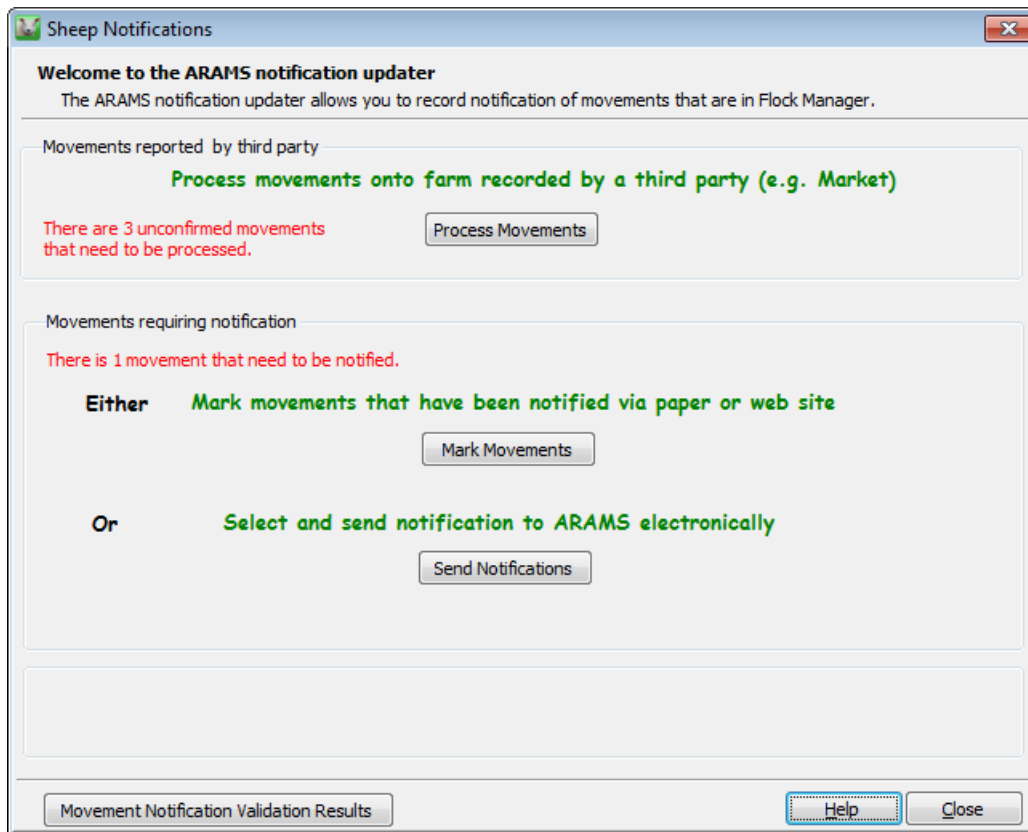 Sheep Notifications
Welcome to the ARAMS notification updater
The ARAMS notification updater allows you to record notification of movements that are in Flock Manager.
Movements reported by third party
Process movements onto farm recorded by a third party (e.g. Market)
There are 3 unconfirmed movements
that need to be processed.
Process Movements
Movements requiring notification
There is 1 movement that need to be notified.
Either Mark movements that have been notified via paper or web site
Mark Movements
Or Select and send notification to ARAMS electronically
Send Notifications
Movement Notification Validation Results Help Close